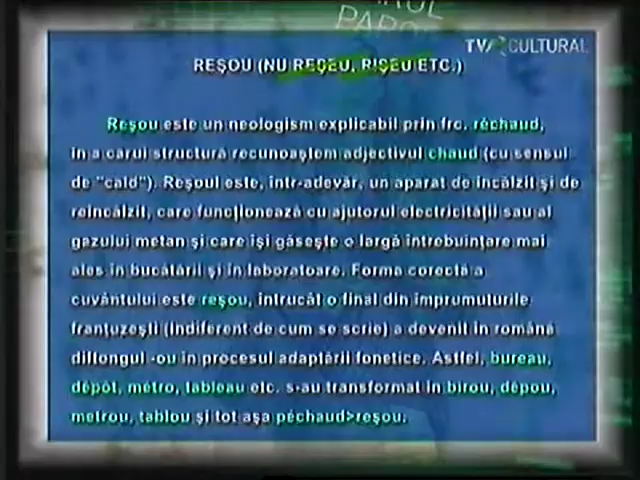 PARO
TVR CULTURAL
REŞOU (NU REŞEU, RIŞEU ETC.)
Reşou este un neologism explicabil prin frc. réchaud,
în a cărui structură recunoaştem adjectivul chaud (cu sensul
de "cald"). Reşoul este, într-adevăr, un aparat de încălzit şi de
reîncălzit, care funcţionează cu ajutorul electricităţii sau al
gazului metan şi care îşi găseşte o largă întrebuinţare mai
ales în bucătării şi în laboratoare. Forma corectă a
cuvântului este reşou, întrucât o final din împrumuturile
franţuzeşti (indiferent de cum se scrie) a devenit în română
diftongul -ou în procesul adaptării fonetice. Astfel, bureau,
dépôt, métro, tableau etc. s-au transformat în birou, depou,
metrou, tablou şi tot aşa péchaud>reşou.